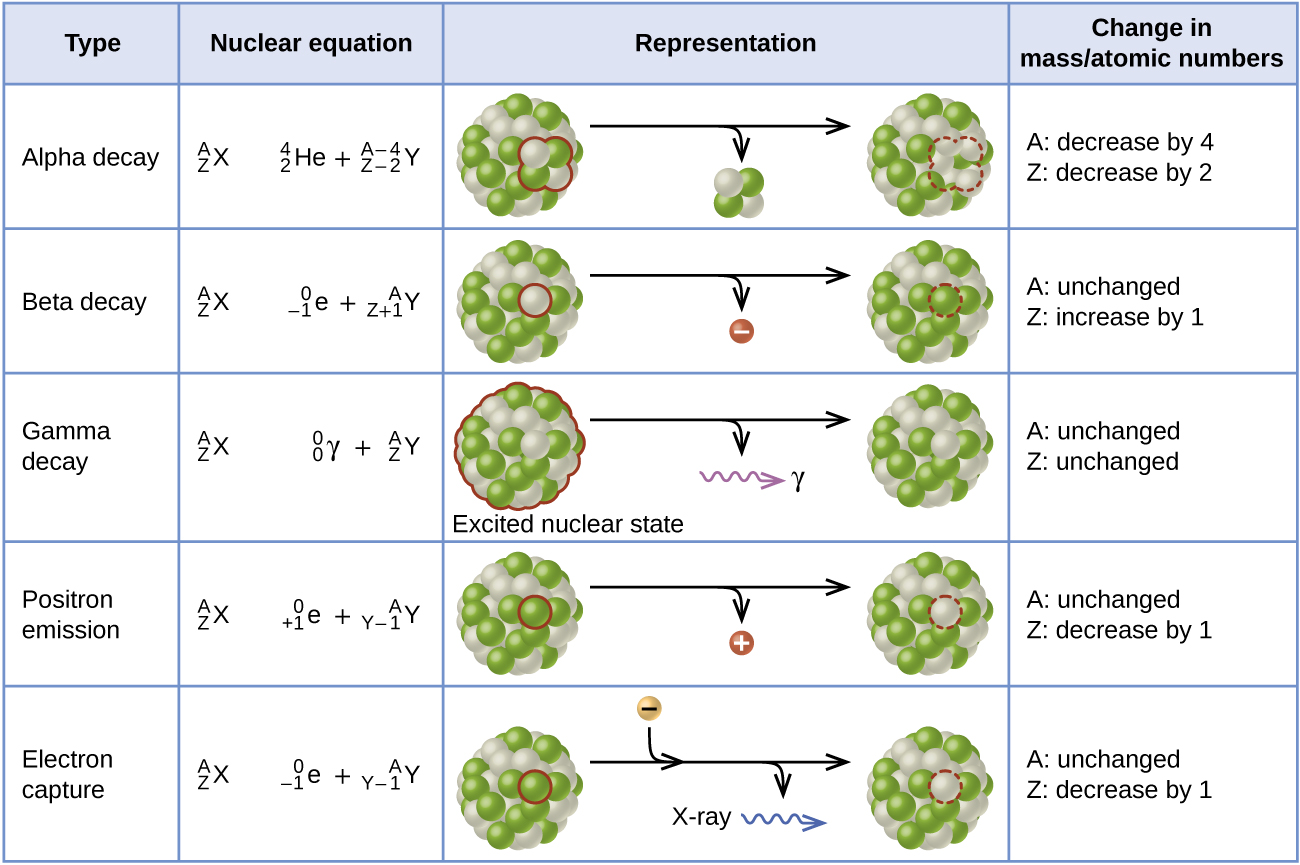 Type
Nuclear equation
Representation
Change in
mass/atomic numbers
Alpha decay
A
Z X 4
2 He + A−4
Z−2 Y
A: decrease by 4
Z: decrease by 2
Beta decay
A
Z X 0
−1 e + A
Z+1 Y
−
A: unchanged
Z: increase by 1
Gamma
decay
A
Z X 0
0 γ + A
Z Y
γ
Excited nuclear state
A: unchanged
Z: unchanged
Positron
emission
A
Z X 0
+1 e + A
Y−1 Y
+
A: unchanged
Z: decrease by 1
Electron
capture
A
Z X 0
−1 e + A
Y−1 Y
−
X-ray
A: unchanged
Z: decrease by 1